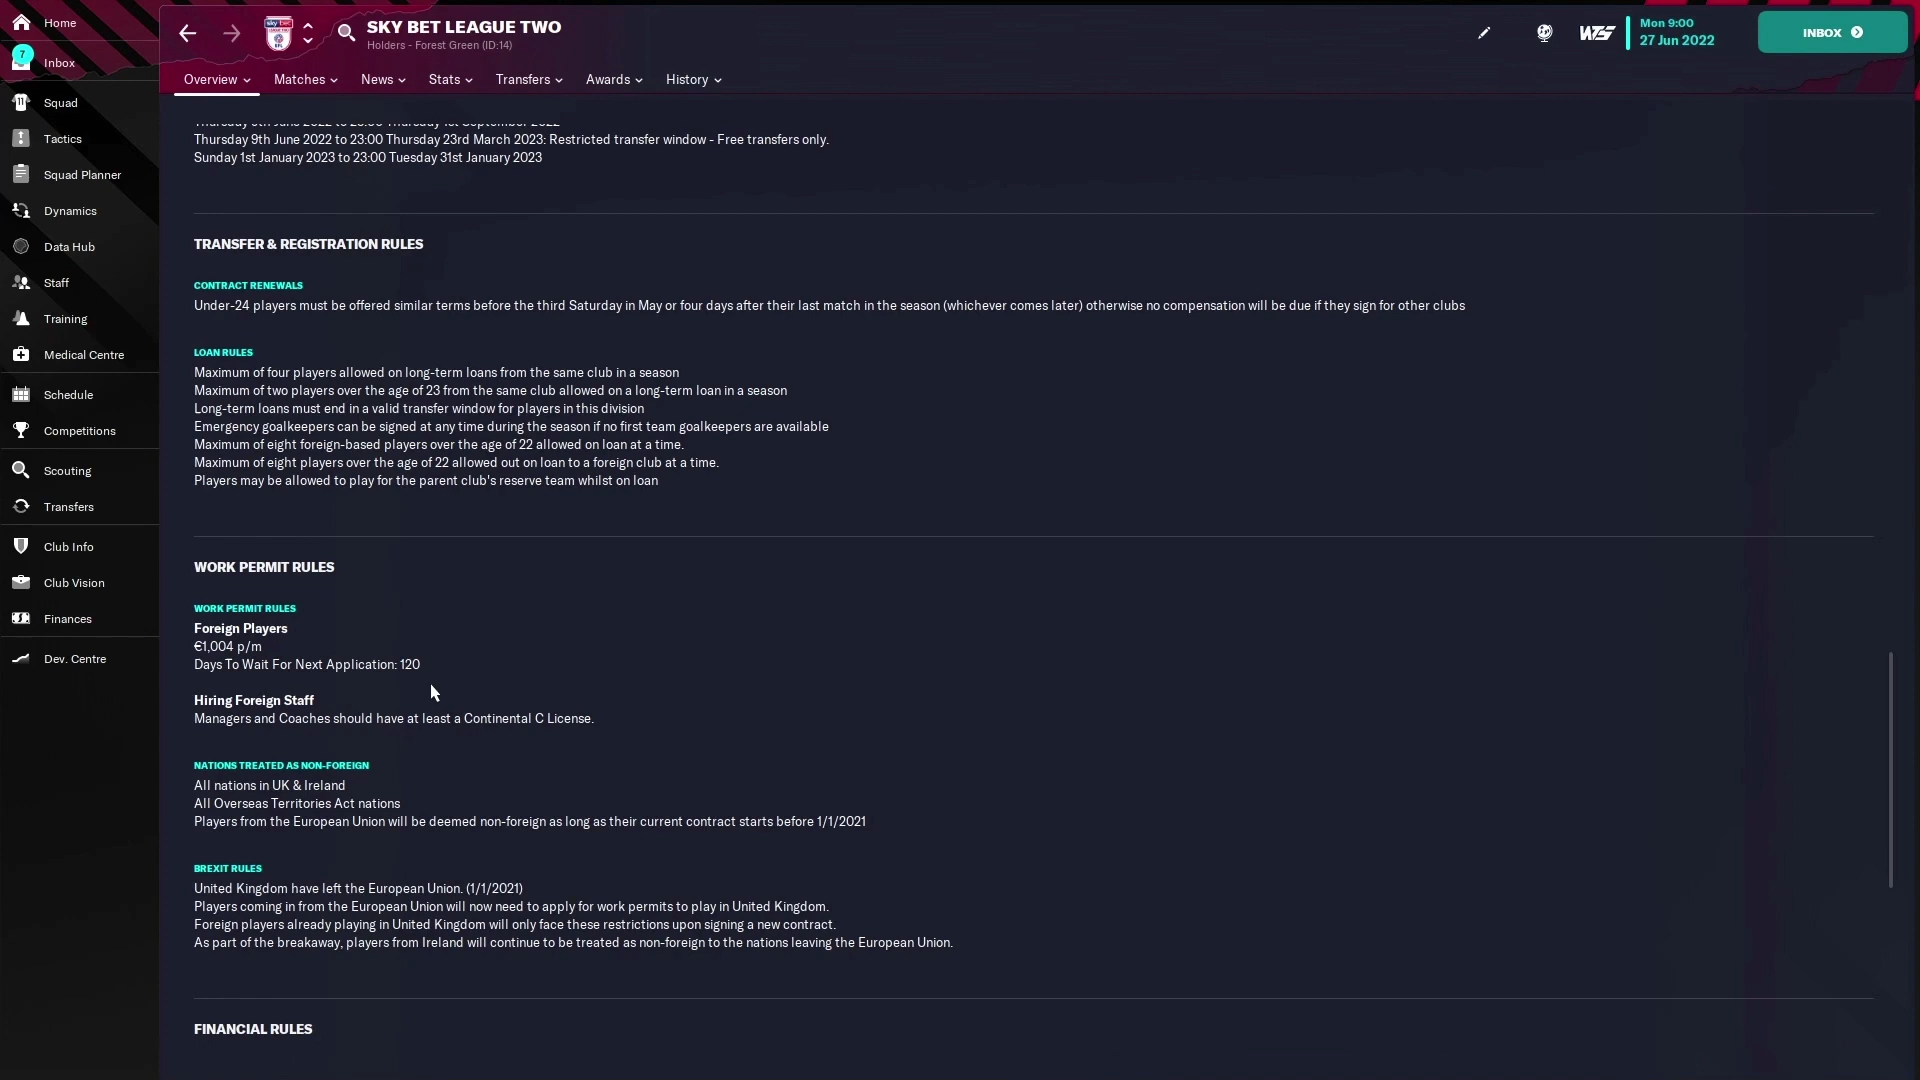 Home
7
Inbox
Squad
Tactics
Squad Planner
Dynamics
Data Hub
Staff
Training
Medical Centre
Schedule
Competitions
Scouting
Transfers
Club Info
Club Vision
Finances
Dev. Centre
sky bet
EFL
SKY BET LEAGUE TWO
Holders - Forest Green (ID:14)
Mon 9:00
27 Jun 2022
INBOX
Overview
Matches
News
Stats
Transfers
Awards
History
Thursday 9th June 2022 to 23:00 Thursday 1st September 2022
Thursday 9th June 2022 to 23:00 Thursday 23rd March 2023: Restricted transfer window - Free transfers only.
Sunday 1st January 2023 to 23:00 Tuesday 31st January 2023
TRANSFER & REGISTRATION RULES
CONTRACT RENEWALS
Under-24 players must be offered similar terms before the third Saturday in May or four days after their last match in the season (whichever comes later) otherwise no compensation will be due if they sign for other clubs
LOAN RULES
Maximum of four players allowed on long-term loans from the same club in a season
Maximum of two players over the age of 23 from the same club allowed on a long-term loan in a season
Long-term loans must end in a valid transfer window for players in this division
Emergency goalkeepers can be signed at any time during the season if no first team goalkeepers are available
Maximum of eight foreign-based players over the age of 22 allowed on loan at a time.
Maximum of eight players over the age of 22 allowed out on loan to a foreign club at a time.
Players may be allowed to play for the parent club's reserve team whilst on loan
WORK PERMIT RULES
WORK PERMIT RULES
Foreign Players
€1,004 p/m
Days To Wait For Next Application: 120
Hiring Foreign Staff
Managers and Coaches should have at least a Continental C License.
NATIONS TREATED AS NON-FOREIGN
All nations in UK & Ireland
All Overseas Territories Act nations
Players from the European Union will be deemed non-foreign as long as their current contract starts before 1/1/2021
BREXIT RULES
United Kingdom have left the European Union. (1/1/2021)
Players coming in from the European Union will now need to apply for work permits to play in United Kingdom.
Foreign players already playing in United Kingdom will only face these restrictions upon signing a new contract.
As part of the breakaway, players from Ireland will continue to be treated as non-foreign to the nations leaving the European Union.
FINANCIAL RULES